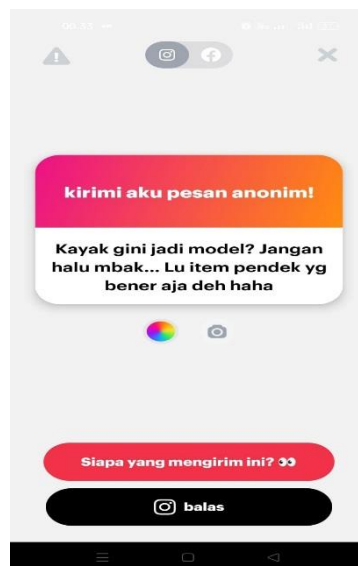 kirimi aku pesan anonim!
Kayak gini jadi model? Jangan
halu mbak... Lu item pendek yg
bener aja deh haha
Siapa yang mengirim ini? 👀
balas